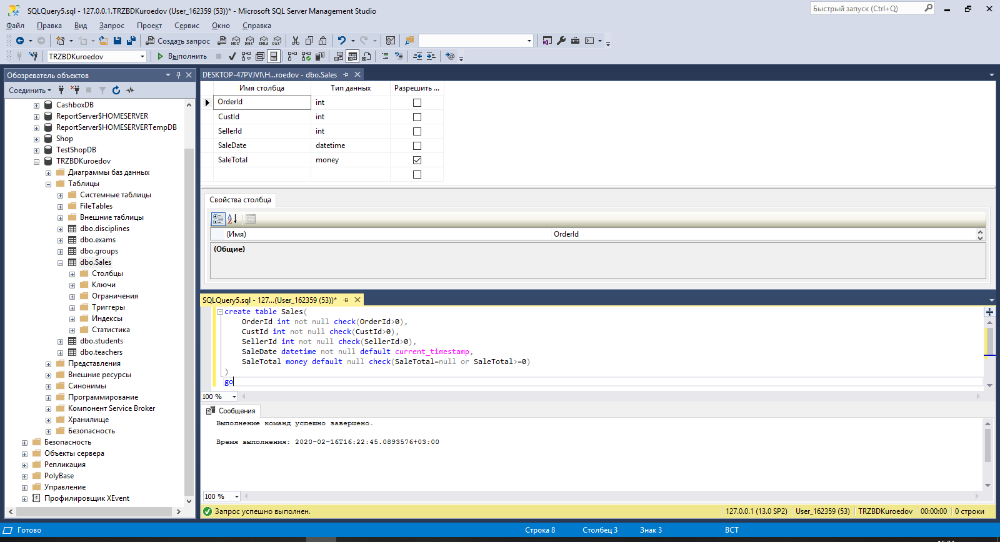 SQLQuery5.sql - 127.0.0.1.TRZBDKuroedov (User_162359 (53))* - Microsoft SQL Server Management Studio
Быстрый запуск (Ctrl+Q)
Файл Правка Вид Запрос Проект Сервис Окно Справка
Создать запрос
MDX DMX XMLA DAX
TRZBDKuroedov
Выполнить
Обозреватель объектов
Соединить
CashboxDB
ReportServer$HOMESERVER
ReportServer$HOMESERVERTempDB
Shop
TestShopDB
TRZBDKuroedov
Диаграммы баз данных
Таблицы
Системные таблицы
FileTables
Внешние таблицы
dbo.disciplines
dbo.exams
dbo.groups
dbo.Sales
Столбцы
Ключи
Ограничения
Триггеры
Индексы
Статистика
dbo.students
dbo.teachers
Представления
Внешние ресурсы
Синонимы
Программирование
Компонент Service Broker
Хранилище
Безопасность
Безопасность
Объекты сервера
Репликация
PolyBase
Управление
Профилировщик XEvent
DESKTOP-47PVJVI\H...roedov - dbo.Sales
Имя столбца Тип данных Разрешить ...
OrderId int
CustId int
SellerId int
SaleDate datetime
SaleTotal money
Свойства столбца
(Имя) OrderId
(Общие)
SQLQuery5.sql - 127...(User_162359 (53))*
create table Sales(
OrderId int not null check(OrderId>0),
CustId int not null check(CustId>0),
SellerId int not null check(SellerId>0),
SaleDate datetime not null default current_timestamp,
SaleTotal money default null check(SaleTotal=null or SaleTotal>=0)
)
go
100 %
Сообщения
Выполнение команд успешно завершено.
Время выполнения: 2020-02-16T16:22:45.0893576+03:00
100 %
Запрос успешно выполнен.
127.0.0.1 (13.0 SP2) User_162359 (53) TRZBDKuroedov 00:00:00 0 строки
Готово
Строка 8 Столбец 3 Знак 3 ВСТ